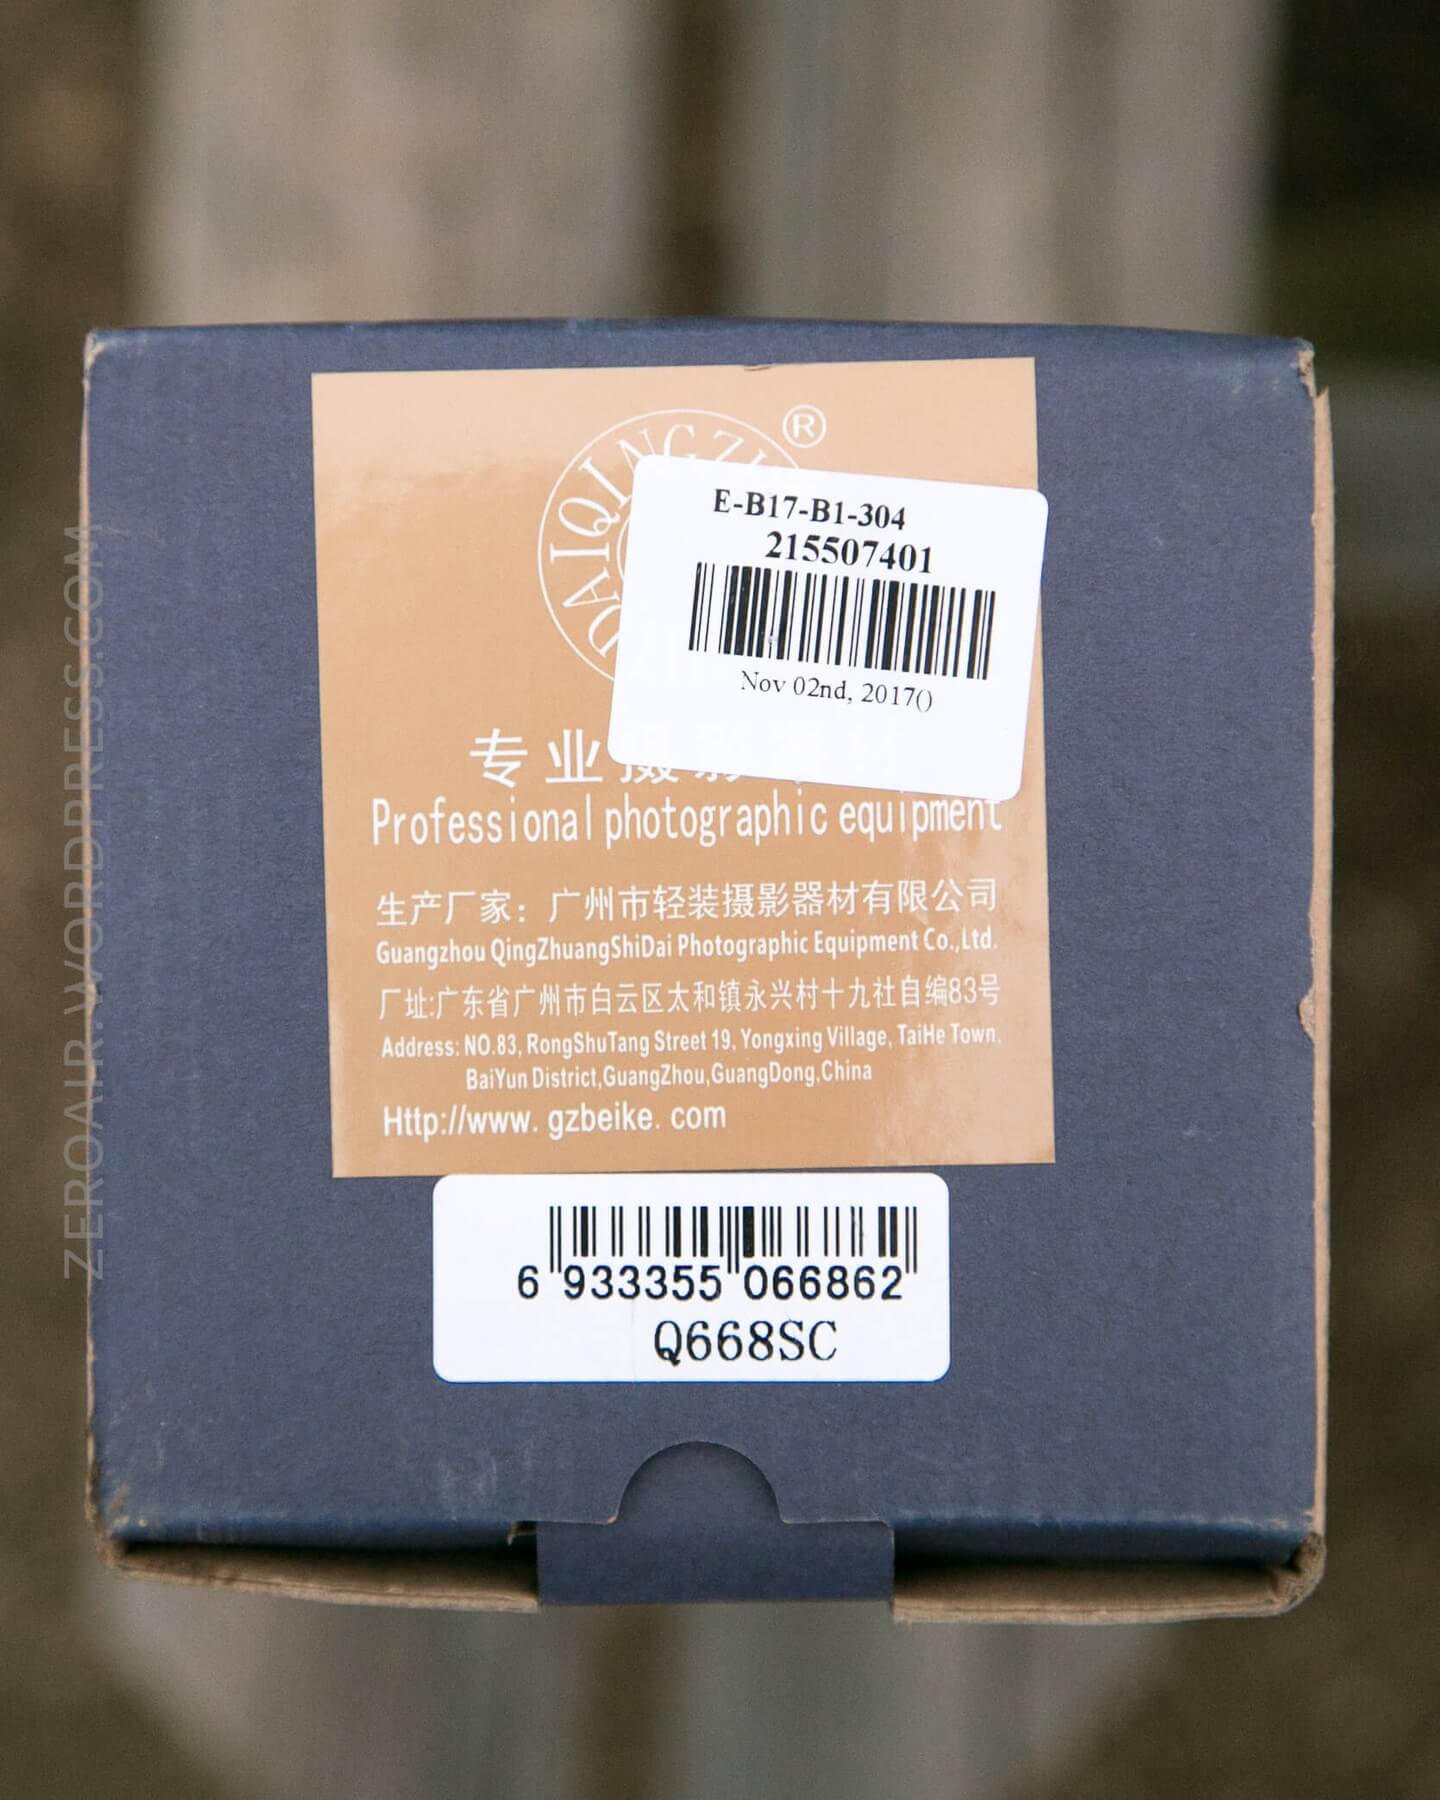 DAIQINGZH
®
E-B17-B1-304
215507401
Nov 02nd, 2017()
专业摄影
Professional photographic equipment
生产厂家：广州市轻装摄影器材有限公司
Guangzhou QingZhuangShiDai Photographic Equipment Co.,Ltd.
厂址:广东省广州市白云区太和镇永兴村十九社自编83号
Address: NO.83, RongShuTang Street 19, Yongxing Village, TaiHe Town,
BaiYun District,GuangZhou,GuangDong,China
Http://www. gzbeike. com
6 933355 066862
Q668SC
ZEROAIR.WORDPRESS.COM